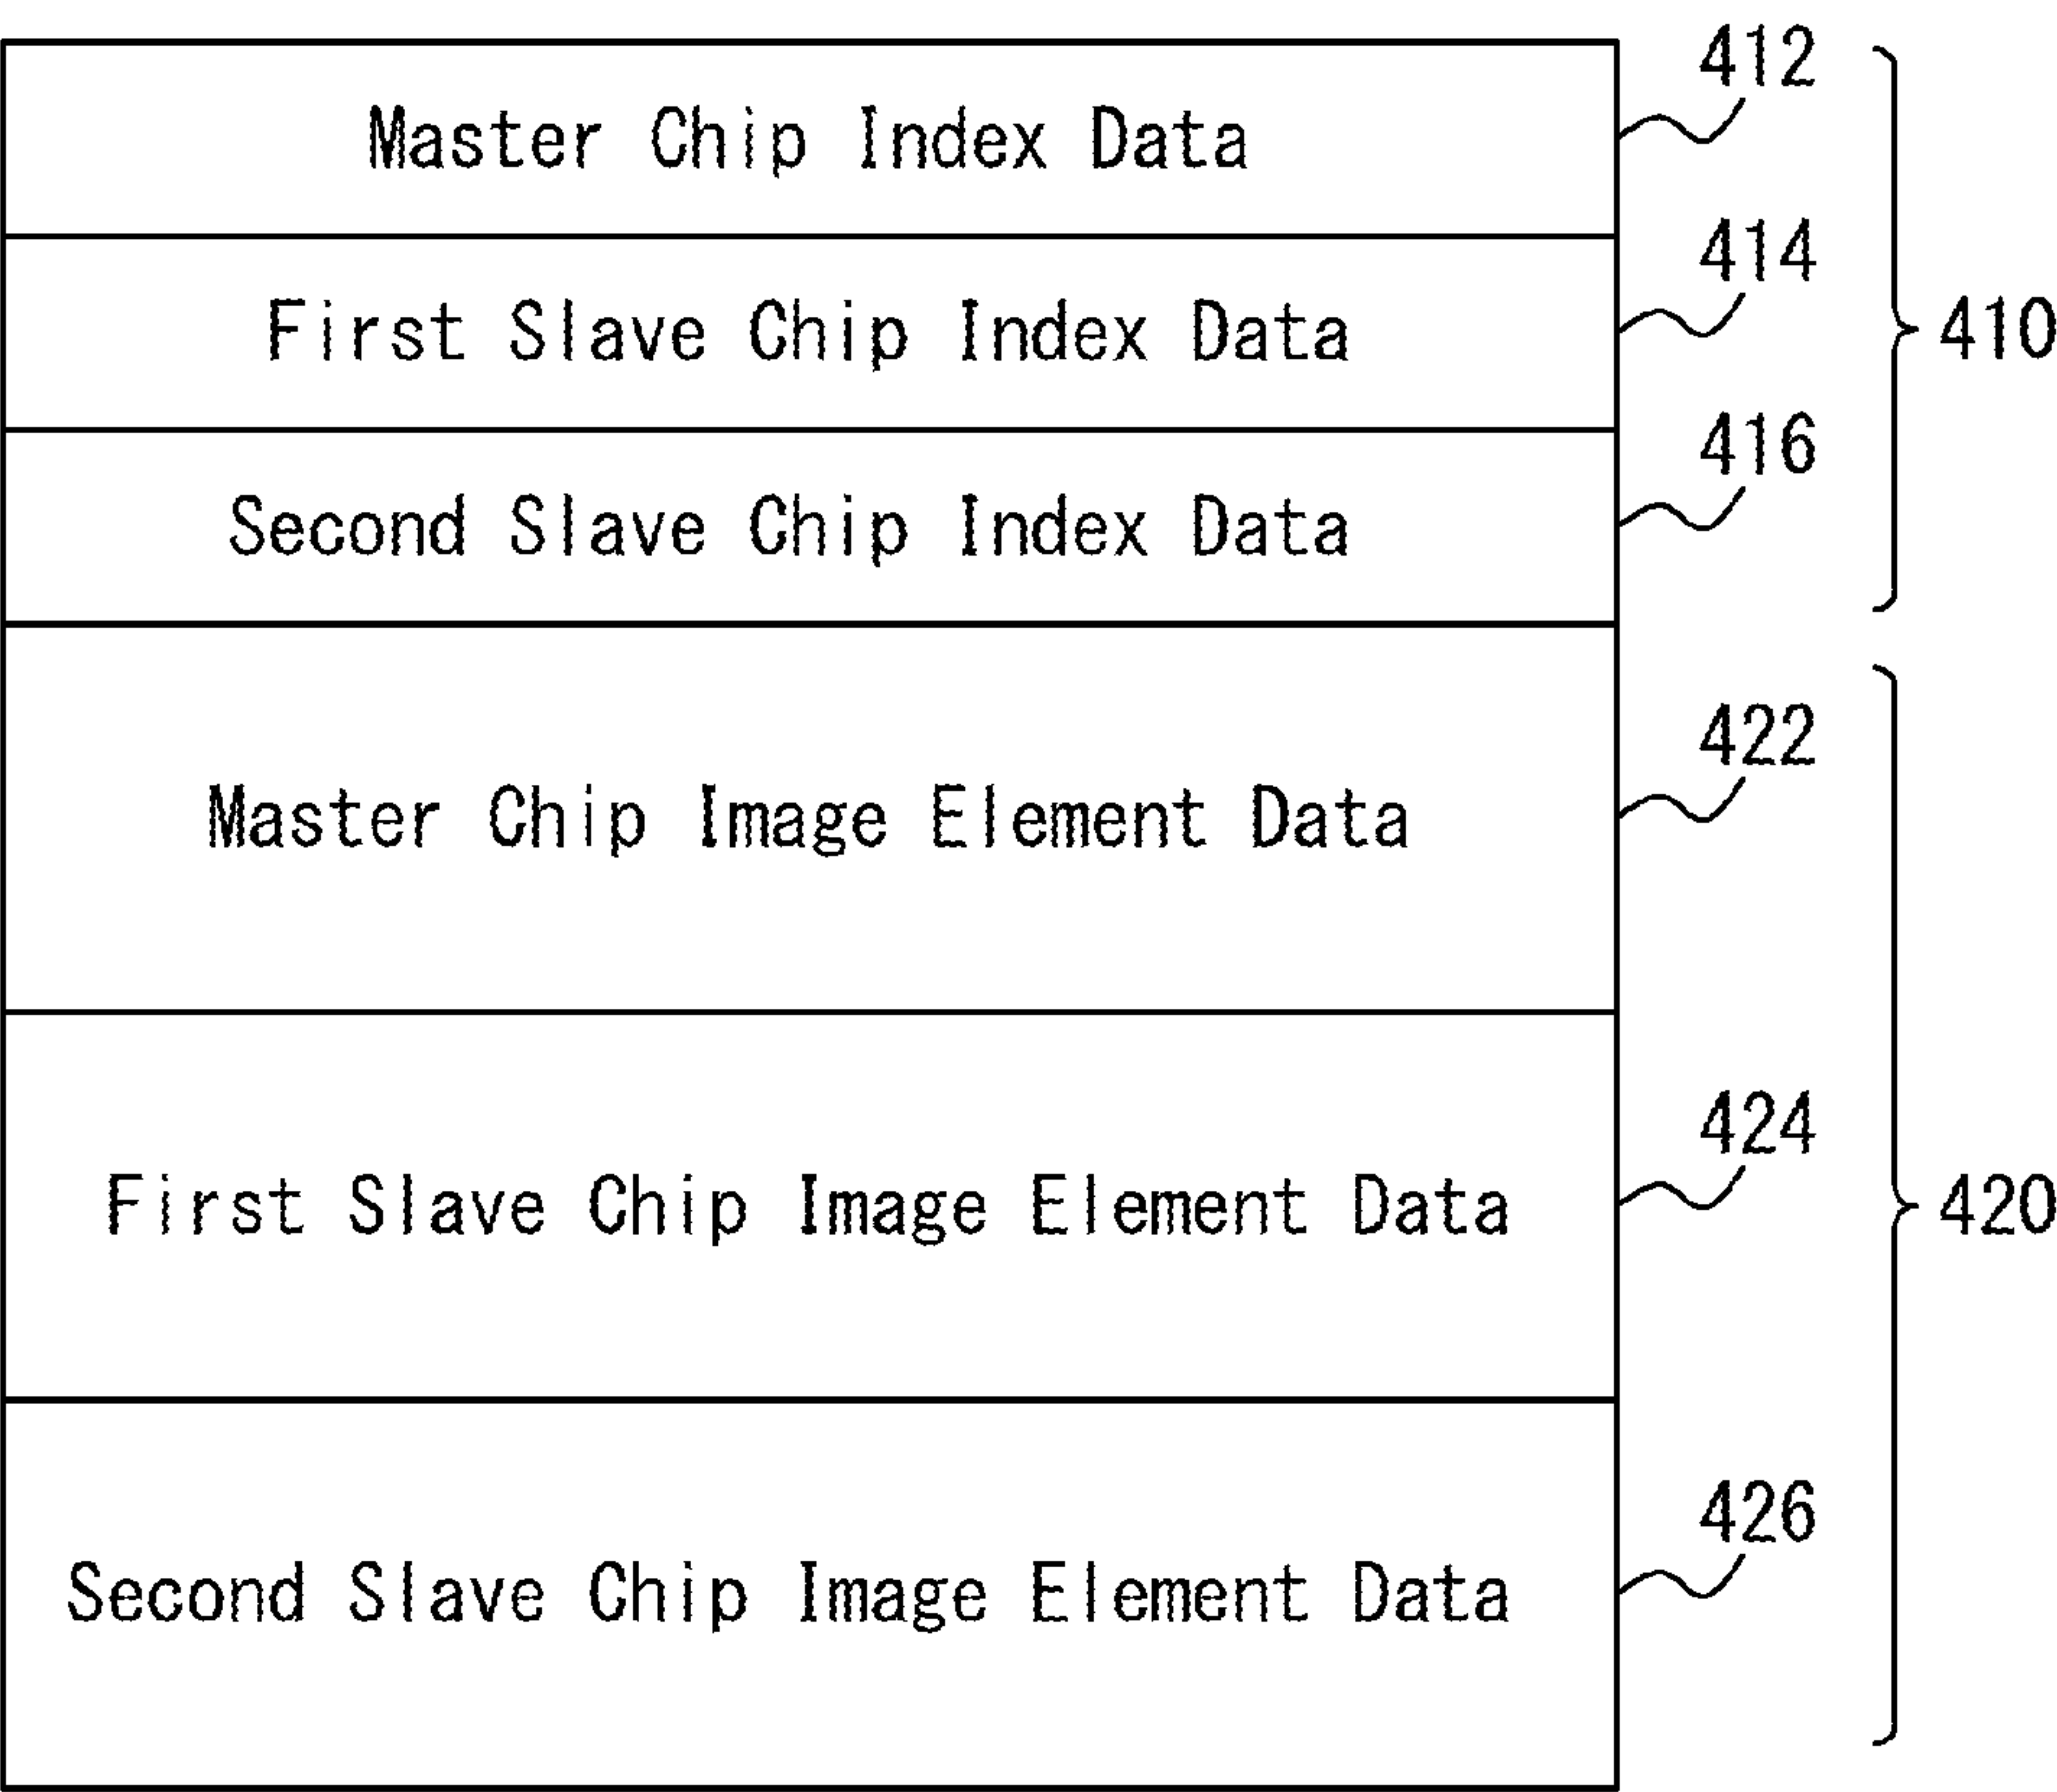 412
Master Chip Index Data
414
First Slave Chip Index Data
410
416
Second Slave Chip Index Data
422
Master Chip Image Element Data
424
First Slave Chip Image Element Data
420
426
Second Slave Chip Image Element Data